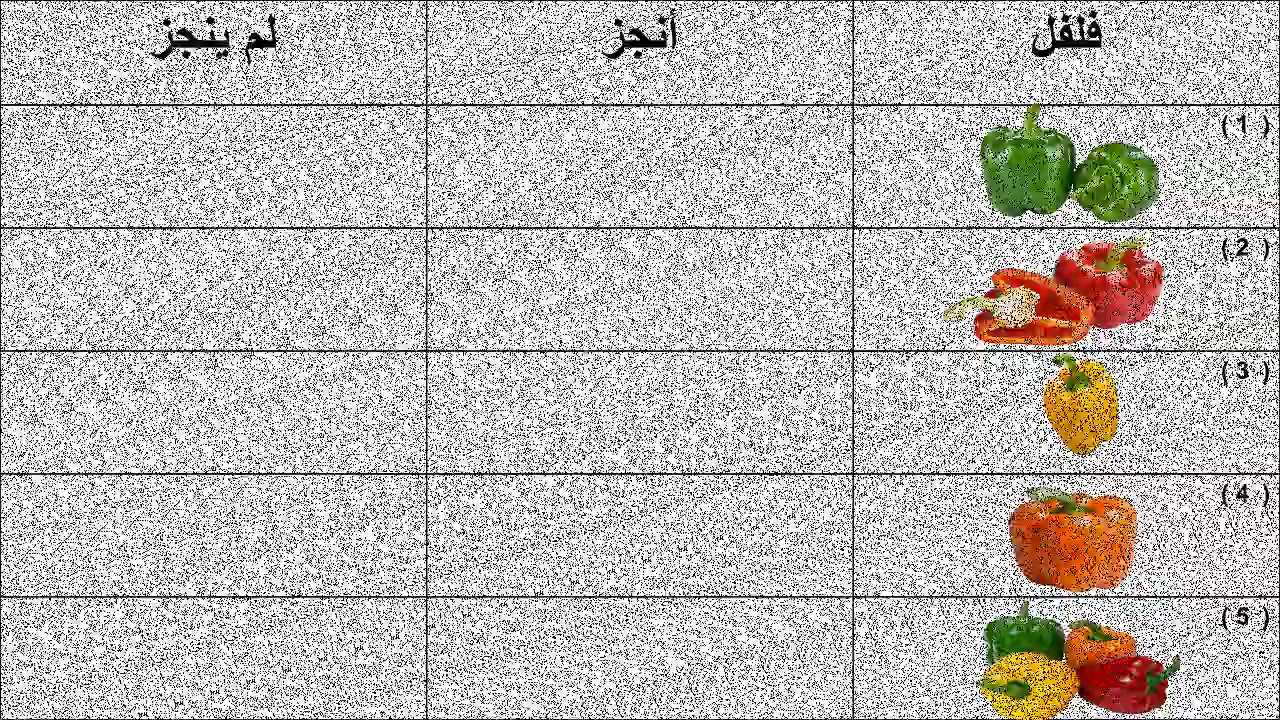 فلفل أنجز لم ينجز
( 1 )
( 2 )
( 3 )
( 4 )
( 5 )